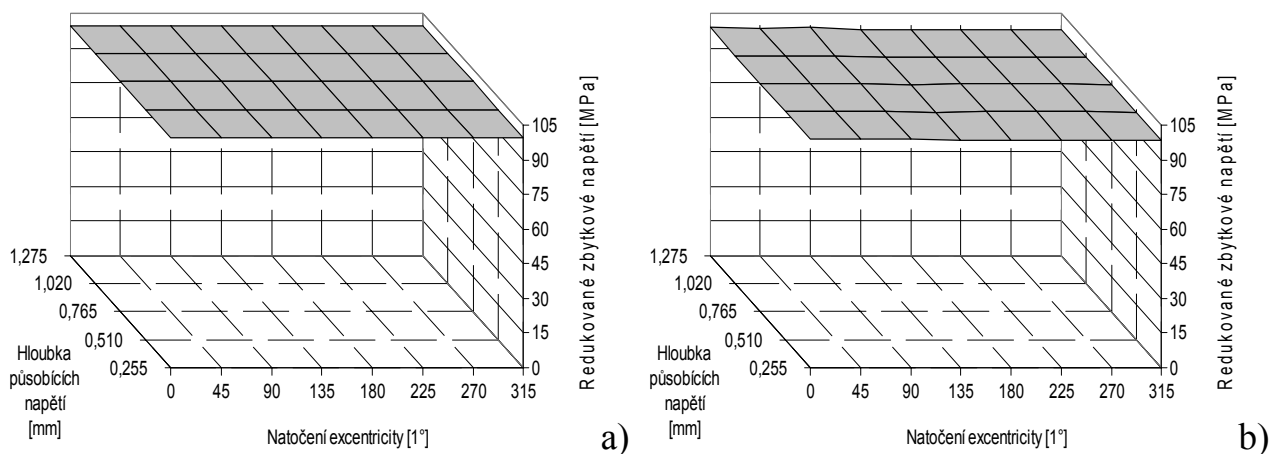 105
90
75
60
45
30
15
0
Redukované zbytkové napětí [MPa]
1,275
1,020
0,765
0,510
0,255
Hloubka
působících
napětí
[mm]
0 45 90 135 180 225 270 315
Natočení excentricity [1°]
a)
105
90
75
60
45
30
15
0
Redukované zbytkové napětí [MPa]
1,275
1,020
0,765
0,510
0,255
Hloubka
působících
napětí
[mm]
0 45 90 135 180 225 270 315
Natočení excentricity [1°]
b)